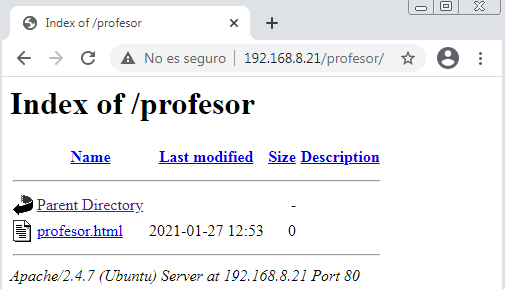 Index of /profesor
No es seguro | 192.168.8.21/profesor/
Index of /profesor
Name Last modified Size Description
Parent Directory -
profesor.html 2021-01-27 12:53 0
Apache/2.4.7 (Ubuntu) Server at 192.168.8.21 Port 80